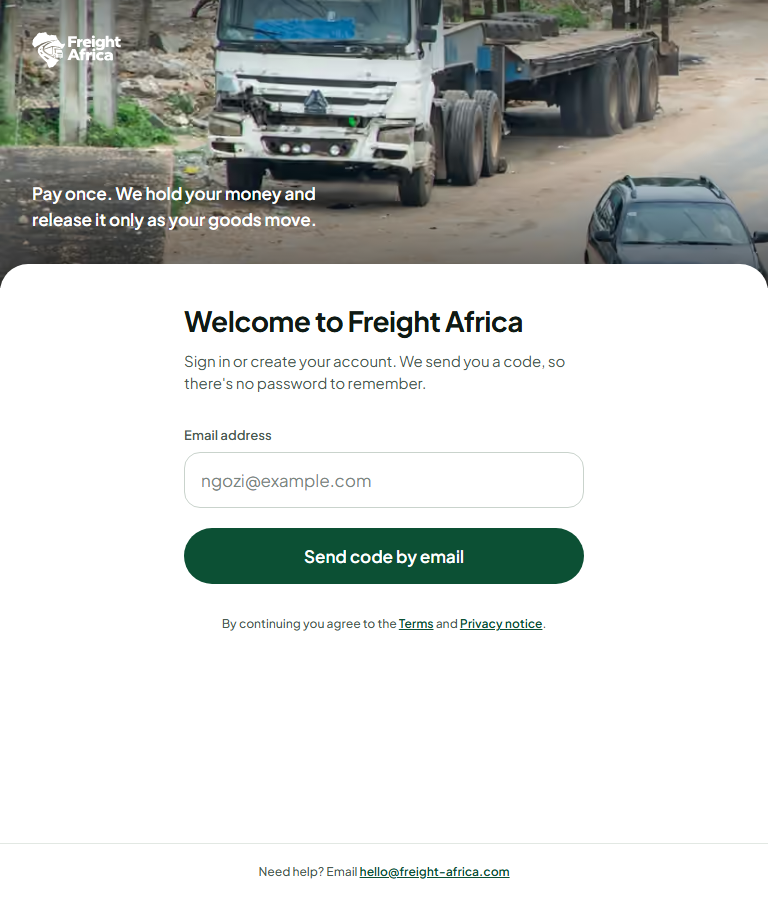 Freight
Africa
Pay once. We hold your money and
release it only as your goods move.
Welcome to Freight Africa
Sign in or create your account. We send you a code, so
there's no password to remember.
Email address
ngozi@example.com
Send code by email
By continuing you agree to the Terms and Privacy notice.
Need help? Email hello@freight-africa.com